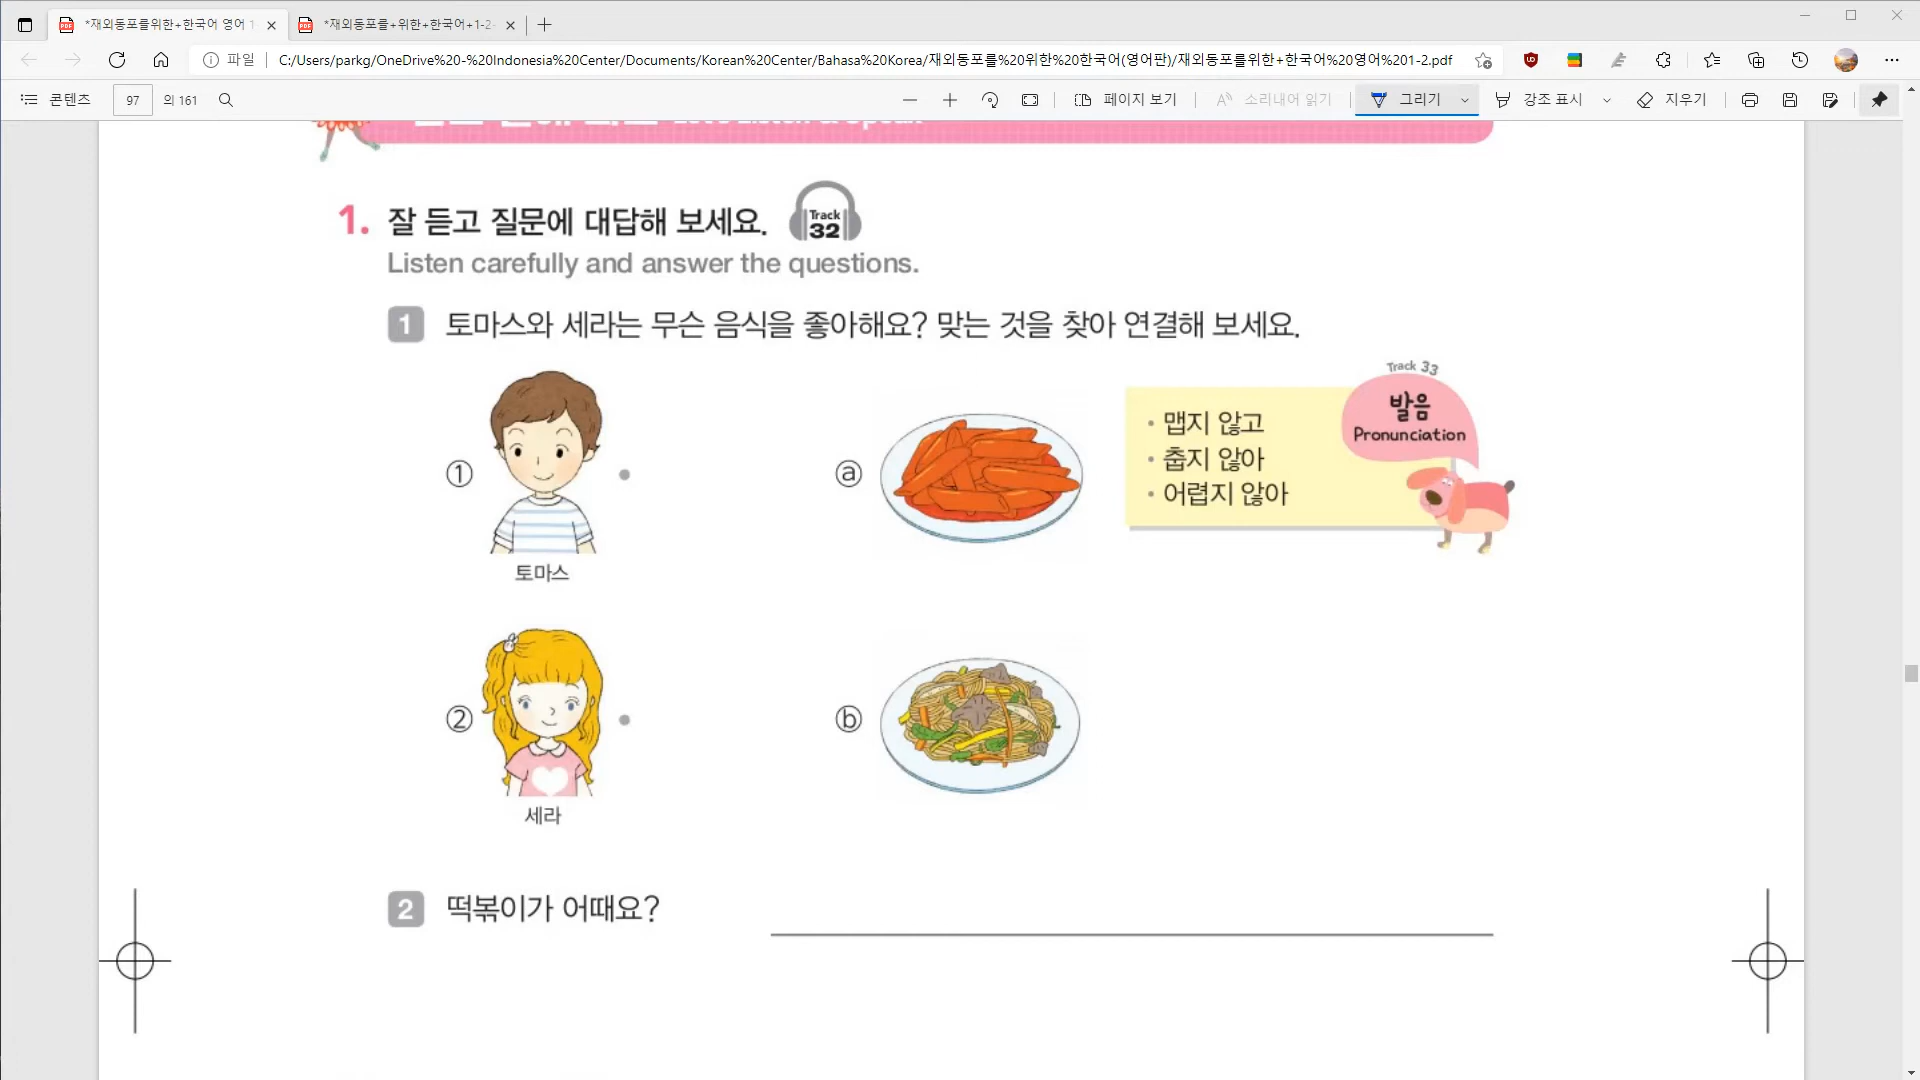 *재외동포를위한+한국어 영어 1
*재외동포를+위한+한국어+1-2
파일
C:/Users/parkg/OneDrive%20-%20Indonesia%20Center/Documents/Korean%20Center/Bahasa%20Korea/재외동포를%20위한%20한국어(영어판)/재외동포를위한+한국어%20영어%201-2.pdf
콘텐츠
97
의 161
페이지 보기
소리내어 읽기
그리기
강조 표시
지우기
1. 잘 듣고 질문에 대답해 보세요.
Track
32
Listen carefully and answer the questions.
1 토마스와 세라는 무슨 음식을 좋아해요? 맞는 것을 찾아 연결해 보세요.
Track 33
발음
Pronunciation
• 맵지 않고
• 춥지 않아
• 어렵지 않아
①
ⓐ
토마스
②
ⓑ
세라
2 떡볶이가 어때요?